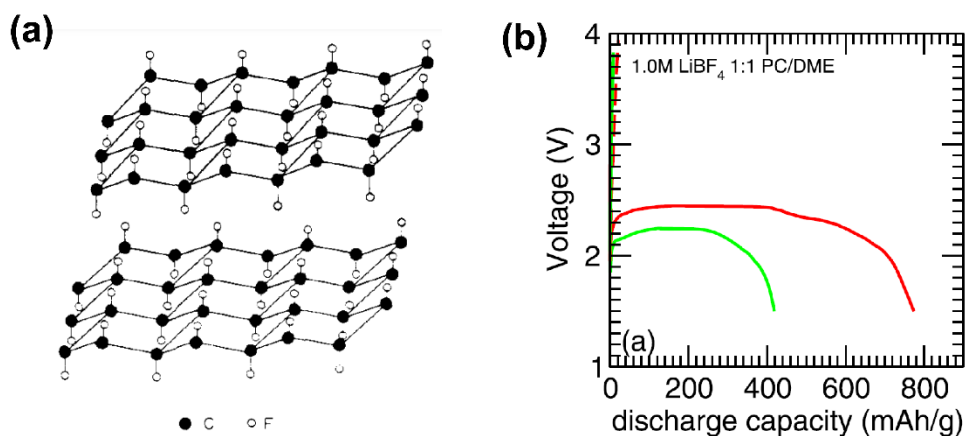 (a)
C F
(b)
1.0M LiBF₄ 1:1 PC/DME
4
3
2
1
Voltage (V)
(a)
0 200 400 600 800
discharge capacity (mAh/g)